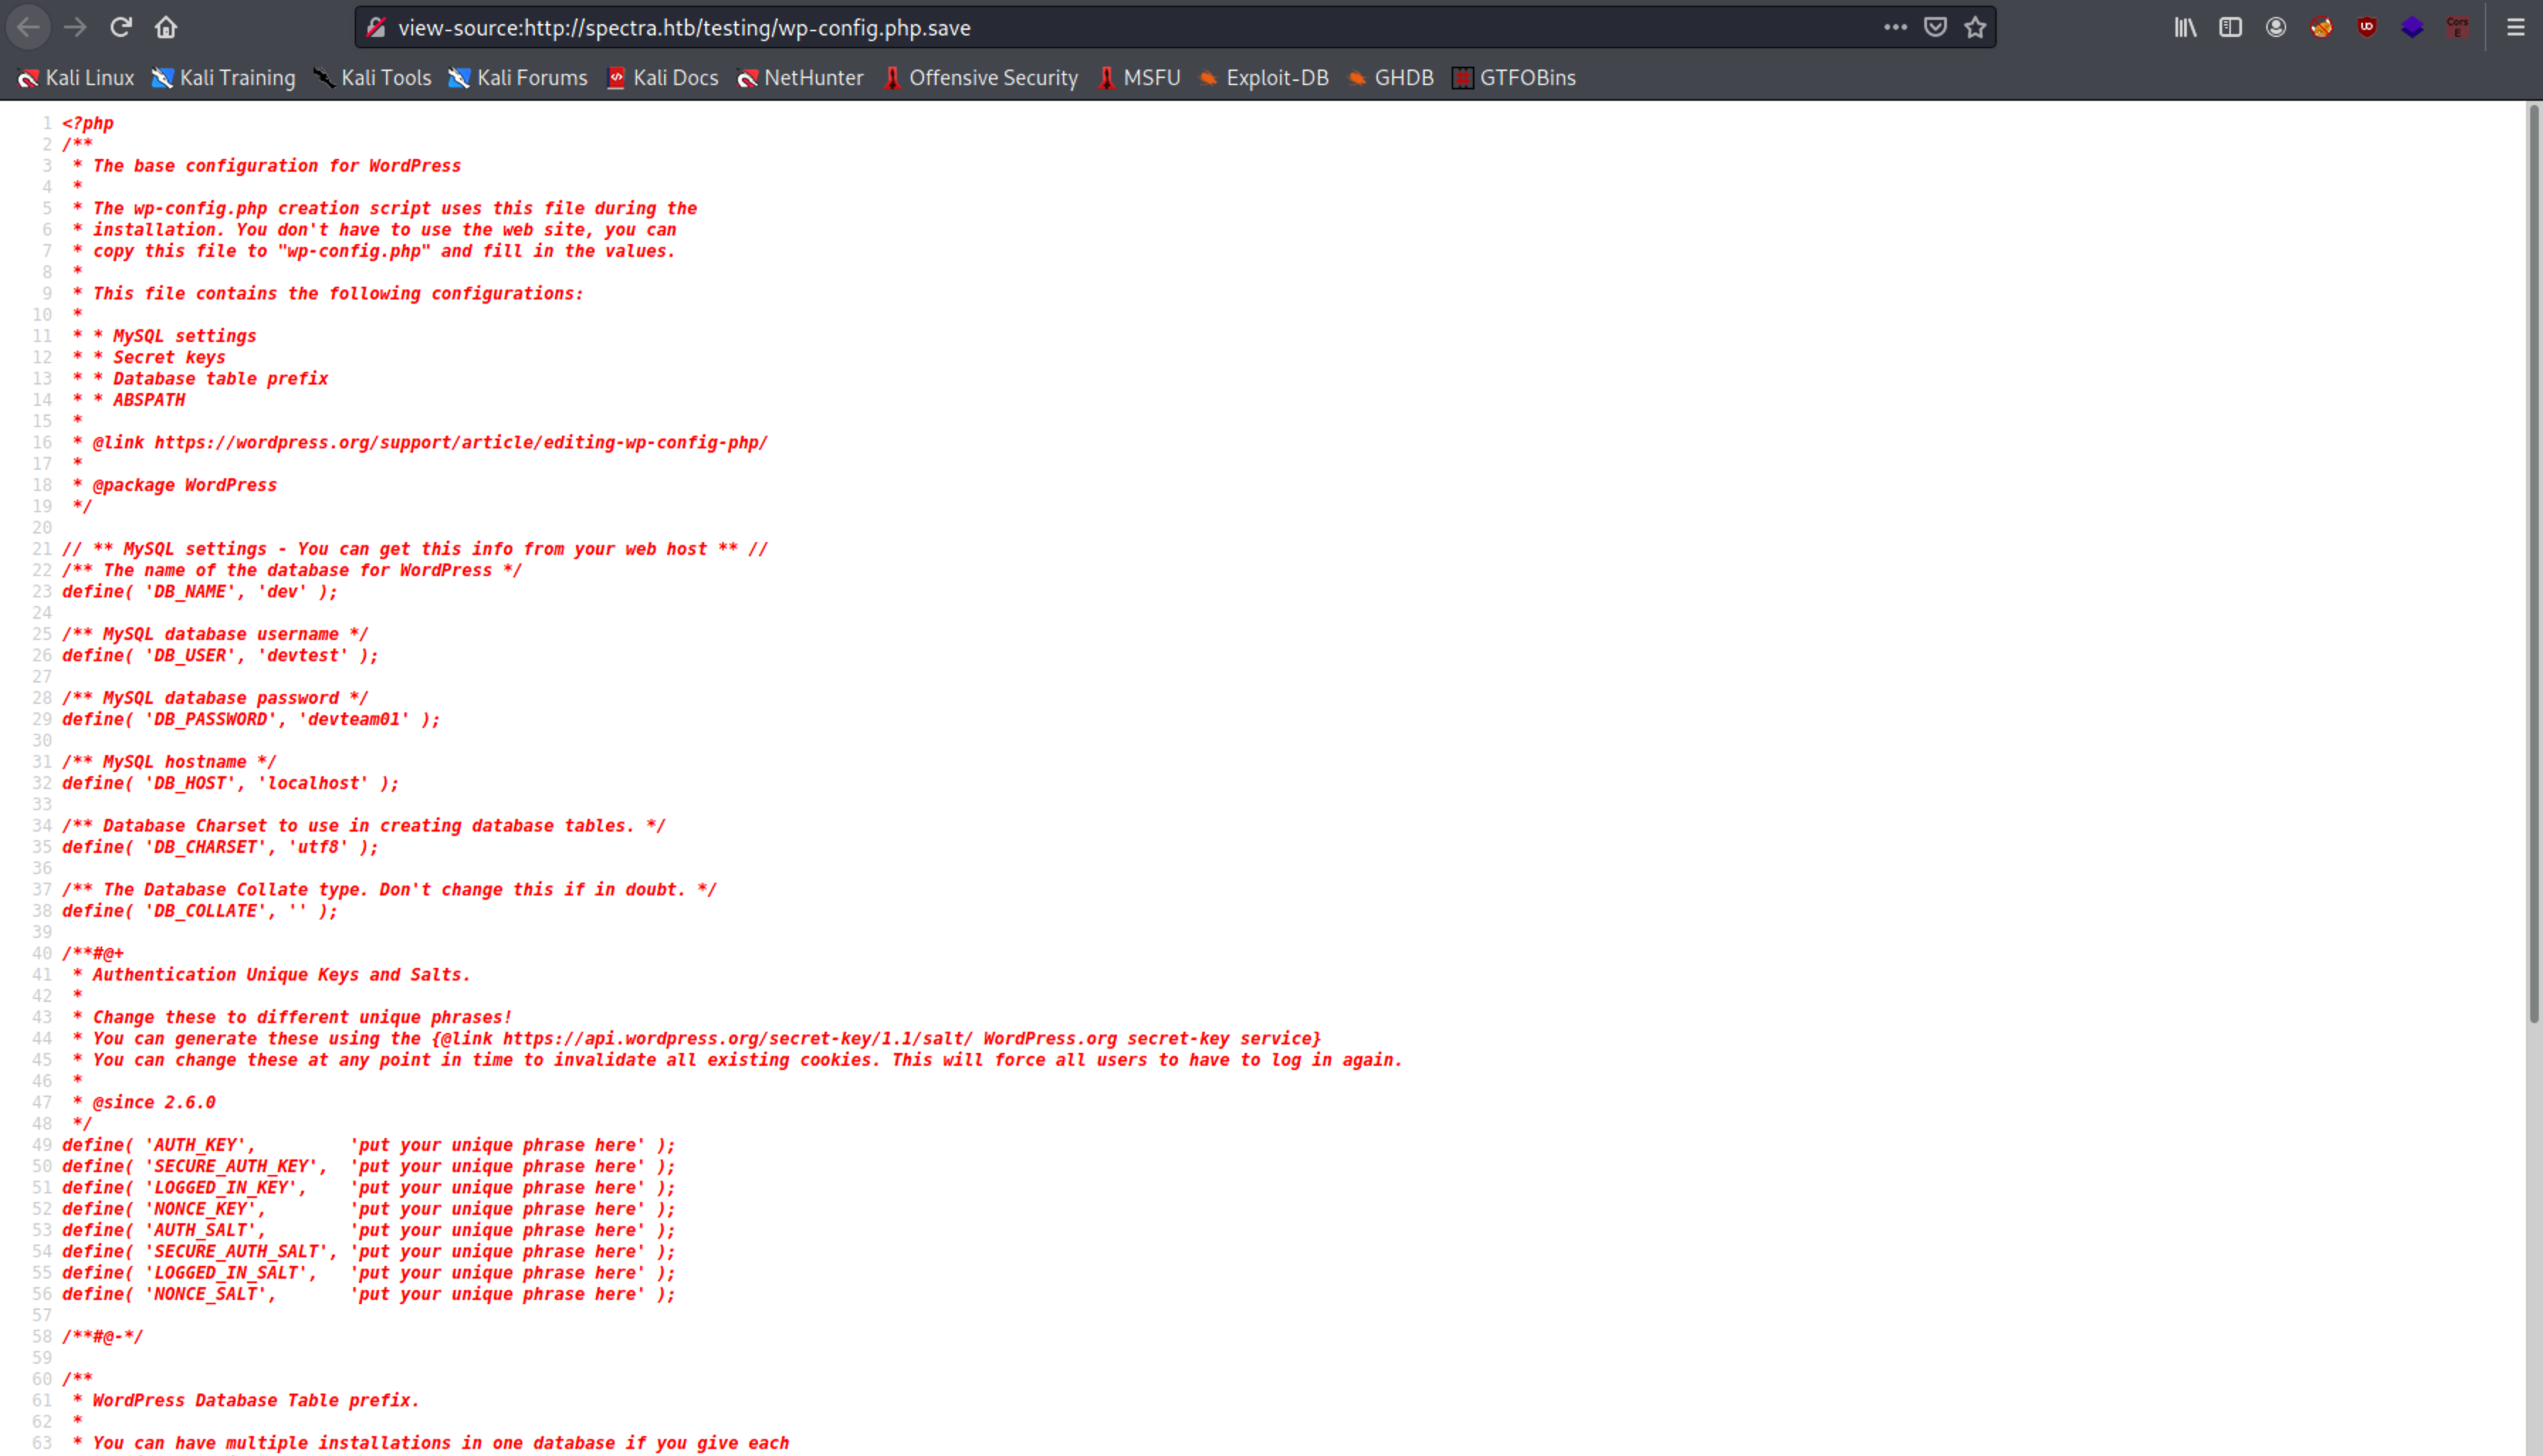 view-source:http://spectra.htb/testing/wp-config.php.save
UD
Cors
E
Kali Linux Kali Training Kali Tools Kali Forums Kali Docs NetHunter Offensive Security MSFU Exploit-DB GHDB GTFOBins
1 <?php
2 /**
3  * The base configuration for WordPress
4  *
5  * The wp-config.php creation script uses this file during the
6  * installation. You don't have to use the web site, you can
7  * copy this file to "wp-config.php" and fill in the values.
8  *
9  * This file contains the following configurations:
10  *
11  * * MySQL settings
12  * * Secret keys
13  * * Database table prefix
14  * * ABSPATH
15  *
16  * @link https://wordpress.org/support/article/editing-wp-config-php/
17  *
18  * @package WordPress
19  */
20
21 // ** MySQL settings - You can get this info from your web host ** //
22 /** The name of the database for WordPress */
23 define( 'DB_NAME', 'dev' );
24
25 /** MySQL database username */
26 define( 'DB_USER', 'devtest' );
27
28 /** MySQL database password */
29 define( 'DB_PASSWORD', 'devteam01' );
30
31 /** MySQL hostname */
32 define( 'DB_HOST', 'localhost' );
33
34 /** Database Charset to use in creating database tables. */
35 define( 'DB_CHARSET', 'utf8' );
36
37 /** The Database Collate type. Don't change this if in doubt. */
38 define( 'DB_COLLATE', '' );
39
40 /**#@+
41  * Authentication Unique Keys and Salts.
42  *
43  * Change these to different unique phrases!
44  * You can generate these using the {@link https://api.wordpress.org/secret-key/1.1/salt/ WordPress.org secret-key service}
45  * You can change these at any point in time to invalidate all existing cookies. This will force all users to have to log in again.
46  *
47  * @since 2.6.0
48  */
49 define( 'AUTH_KEY',         'put your unique phrase here' );
50 define( 'SECURE_AUTH_KEY',  'put your unique phrase here' );
51 define( 'LOGGED_IN_KEY',    'put your unique phrase here' );
52 define( 'NONCE_KEY',        'put your unique phrase here' );
53 define( 'AUTH_SALT',        'put your unique phrase here' );
54 define( 'SECURE_AUTH_SALT', 'put your unique phrase here' );
55 define( 'LOGGED_IN_SALT',   'put your unique phrase here' );
56 define( 'NONCE_SALT',       'put your unique phrase here' );
57
58 /**#@-*/
59
60 /**
61  * WordPress Database Table prefix.
62  *
63  * You can have multiple installations in one database if you give each